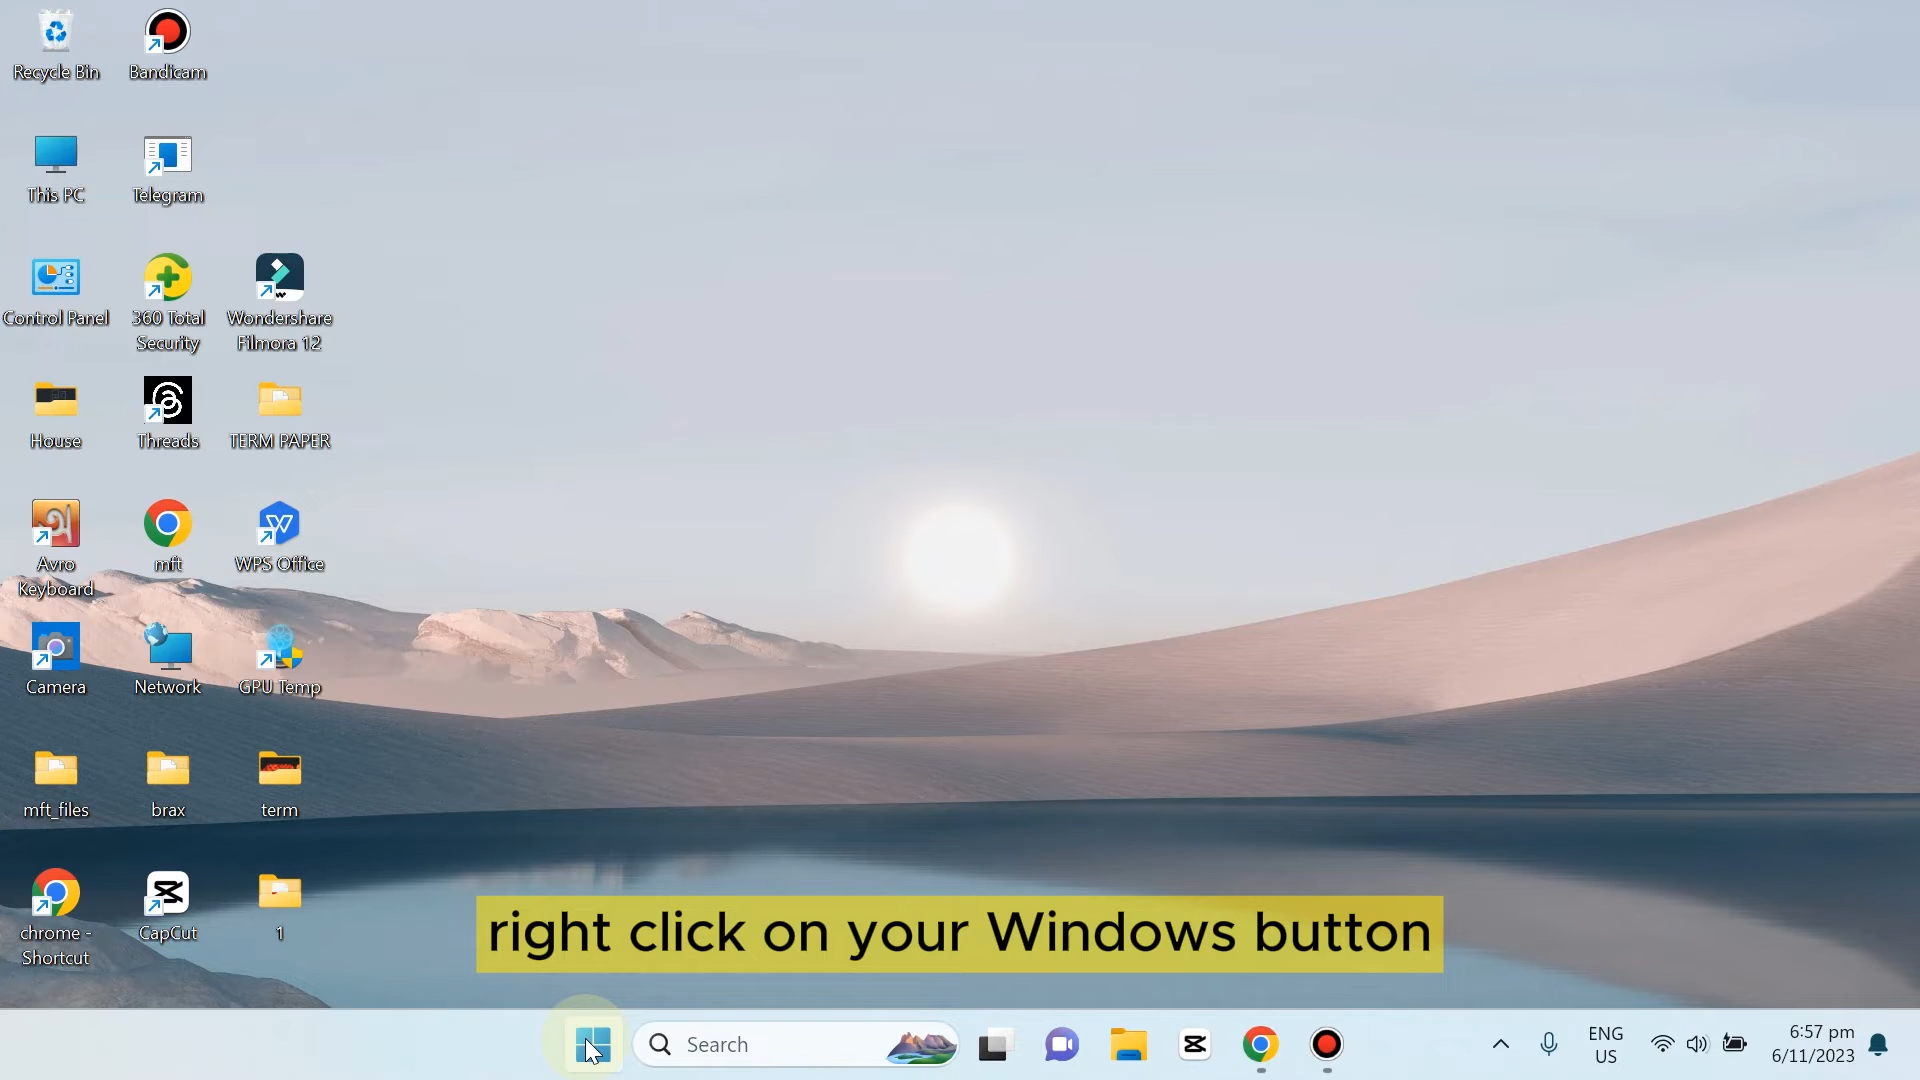 Recycle Bin
Bandicam
This PC
Telegram
Control Panel
360 Total
Security
Wondershare
Filmora 12
House
Threads
TERM PAPER
Avro
Keyboard
mft
WPS Office
Camera
Network
GPU Temp
mft_files
brax
term
chrome -
Shortcut
CapCut
1
right click on your Windows button
Search
ENG
US
6:57 pm
6/11/2023